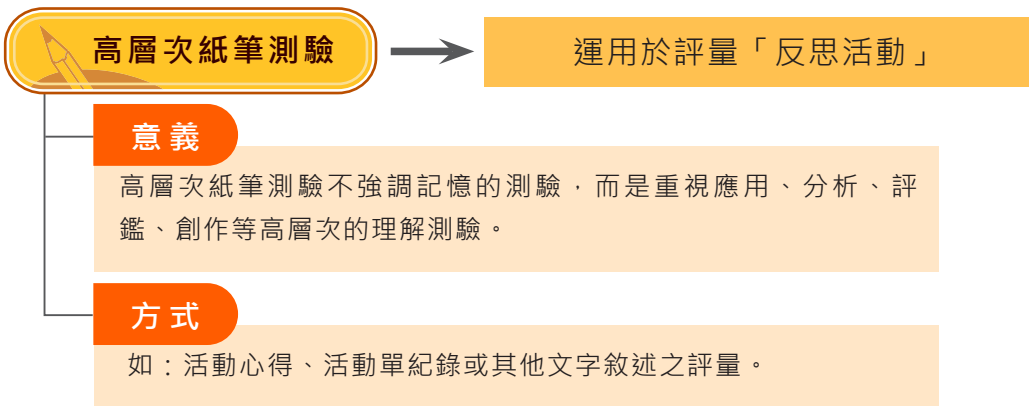 高層次紙筆測驗
運用於評量「反思活動」
意義
高層次紙筆測驗不強調記憶的測驗，而是重視應用、分析、評
鑑、創作等高層次的理解測驗。
方式
如：活動心得、活動單紀錄或其他文字敘述之評量。